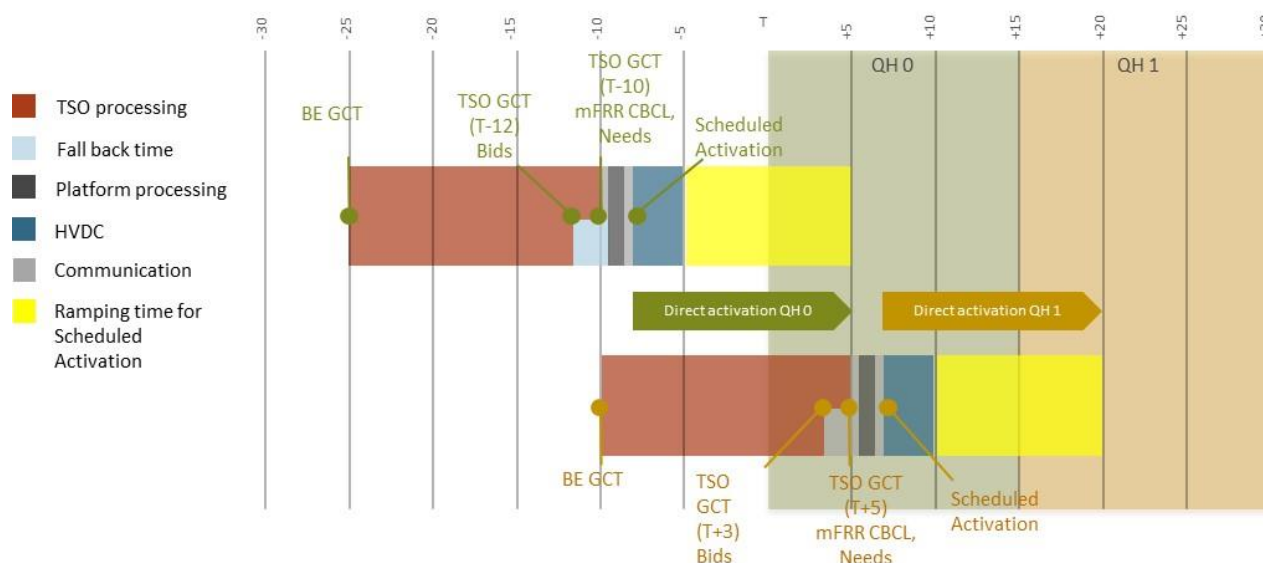 -30
-25
-20
-15
-10
-5
T
+5
+10
+15
+20
+25
QH 0
QH 1
TSO processing
Fall back time
Platform processing
HVDC
Communication
Ramping time for
Scheduled
Activation
BE GCT
TSO GCT
(T-12)
Bids
TSO GCT
(T-10)
mFRR CBCL,
Needs
Scheduled
Activation
Direct activation QH 0
Direct activation QH 1
BE GCT
TSO
GCT
(T+3)
Bids
TSO GCT
(T+5)
mFRR CBCL,
Needs
Scheduled
Activation